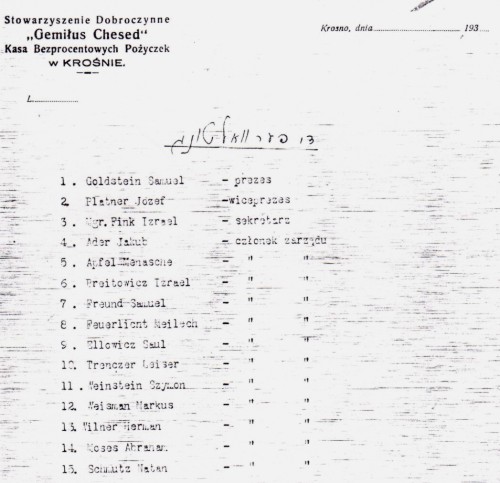 Stowarzyszenie Dobroczynne
„Gemiłus Chesed"
Kasa Bezprocentowych Pożyczek
W KROŚNIE.
Krosno, dnia 193
L.
די פערוואלטונג
1. Goldstein Samuel - prezes
2. Platner Józef -wiceprezes
3. Mgr. Fink Izrael - sekretarz
4. Ader Jakub - członek zarządu
5. Apfel Menasche - " "
6. Breitowicz Izrael - " "
7. Freund Samuel - " "
8. Feuerlicht Meilech - " "
9. Ellowicz Saul - " "
10. Trenczer Leiser - " "
11. Weinstein Szymon - " "
12. Weisman Markus - " "
13. Wilner Herman - " "
14. Moses Abraham - " "
15. Schmutz Natan - " "